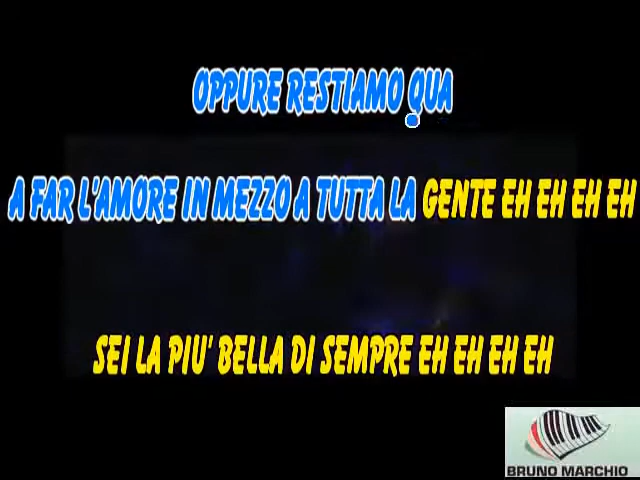 OPPURE RESTIAMO QUA
A FAR L'AMORE IN MEZZO A TUTTA LA GENTE EH EH EH EH
SEI LA PIU' BELLA DI SEMPRE EH EH EH EH
BRUNO MARCHIO